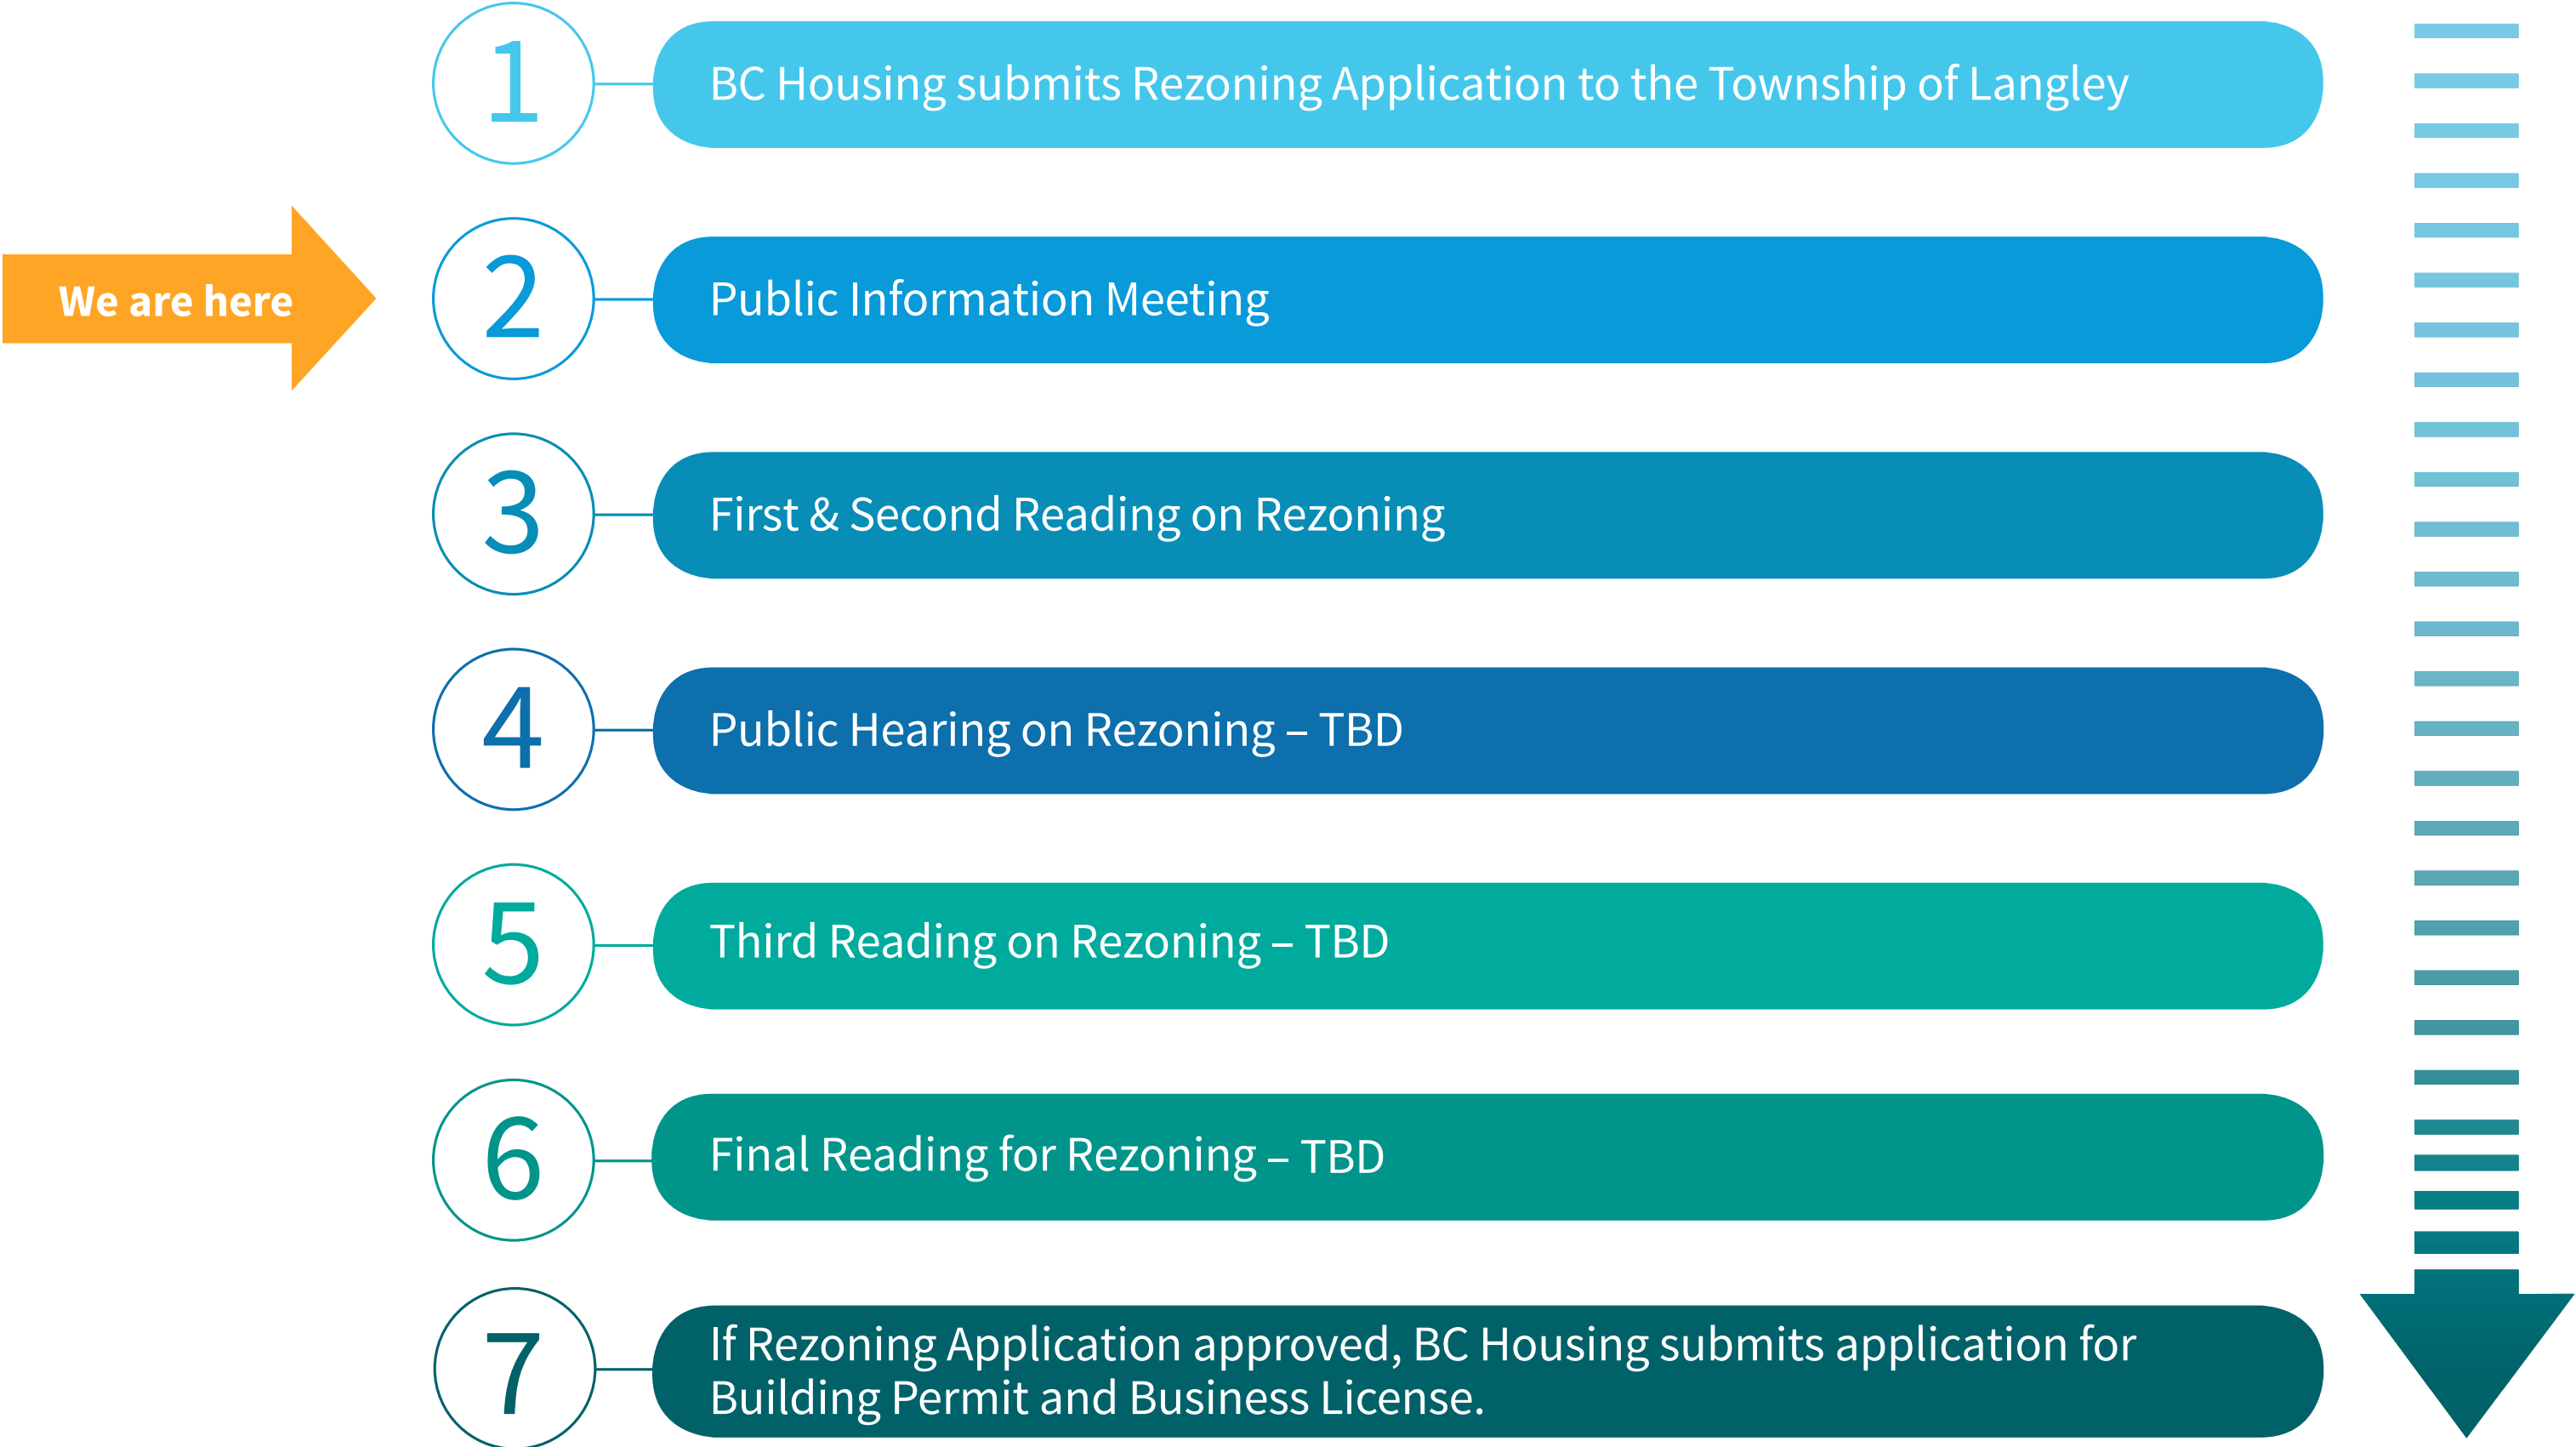 1
BC Housing submits Rezoning Application to the Township of Langley
We are here
2
Public Information Meeting
3
First & Second Reading on Rezoning
4
Public Hearing on Rezoning – TBD
5
Third Reading on Rezoning – TBD
6
Final Reading for Rezoning – TBD
7
If Rezoning Application approved, BC Housing submits application for
Building Permit and Business License.